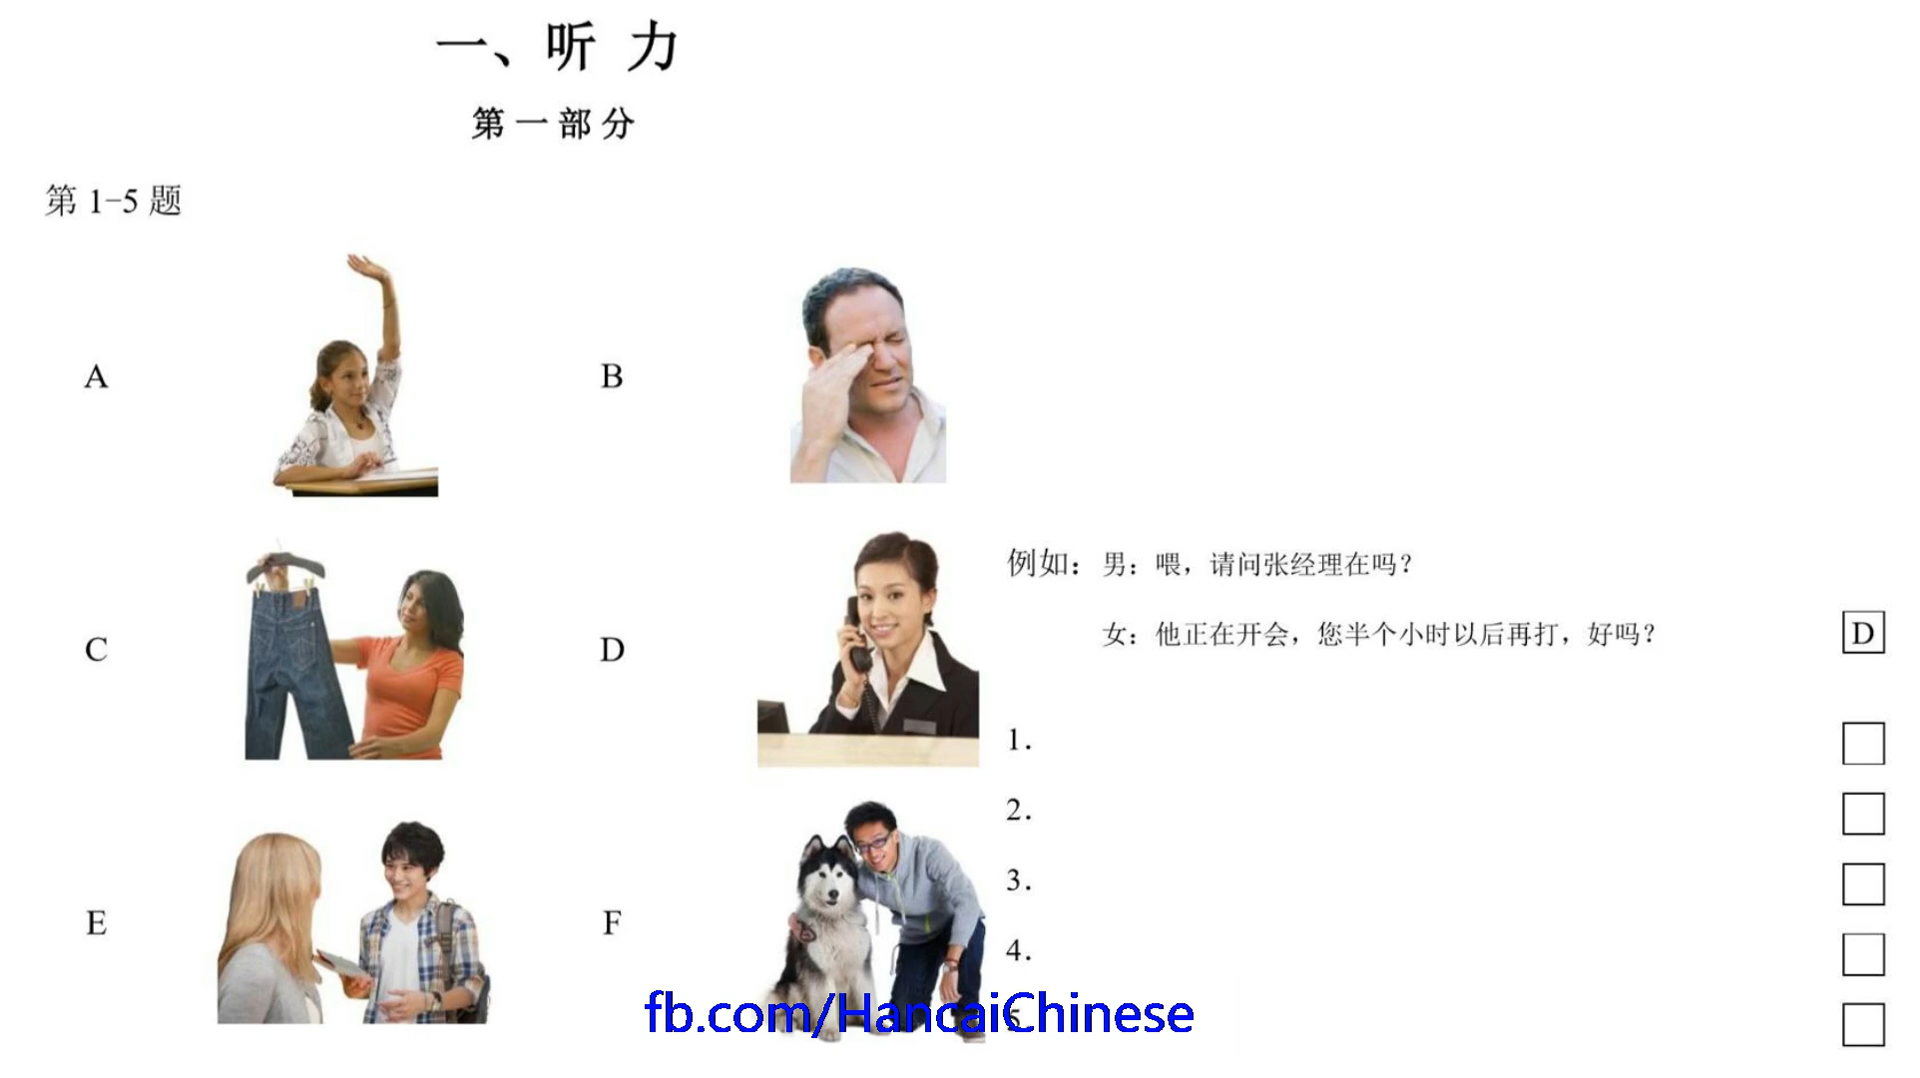 一、听 力
第一部分
第 1-5 题
A
B
C
D
E
F
例如：男：喂，请问张经理在吗？
女：他正在开会，您半个小时以后再打，好吗？
D
1.
2.
3.
4.
5
fb.com/HancaiChinese